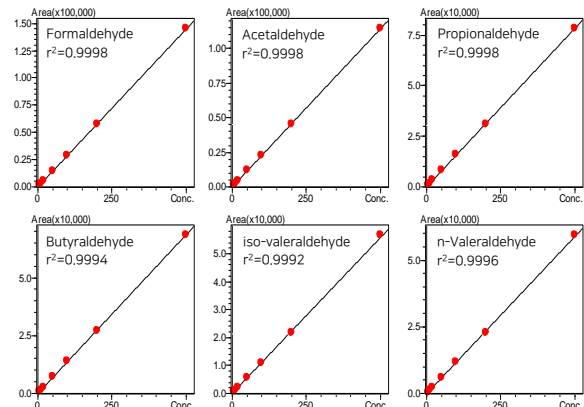 Area(x100,000)
Formaldehyde
r²=0.9998
1.50
1.25
1.00
0.75
0.50
0.25
0.00
0
250
Conc.
Area(x100,000)
Acetaldehyde
r²=0.9998
1.00
0.75
0.50
0.25
0.00
0
250
Conc.
Area(x10,000)
Propionaldehyde
r²=0.9998
7.5
5.0
2.5
0.0
0
250
Conc.
Area(x10,000)
Butyraldehyde
r²=0.9994
5.0
2.5
0.0
0
250
Conc.
Area(x10,000)
iso-valeraldehyde
r²=0.9992
5.0
4.0
3.0
2.0
1.0
0.0
0
250
Conc.
Area(x10,000)
n-Valeraldehyde
r²=0.9996
5.0
2.5
0.0
0
250
Conc.